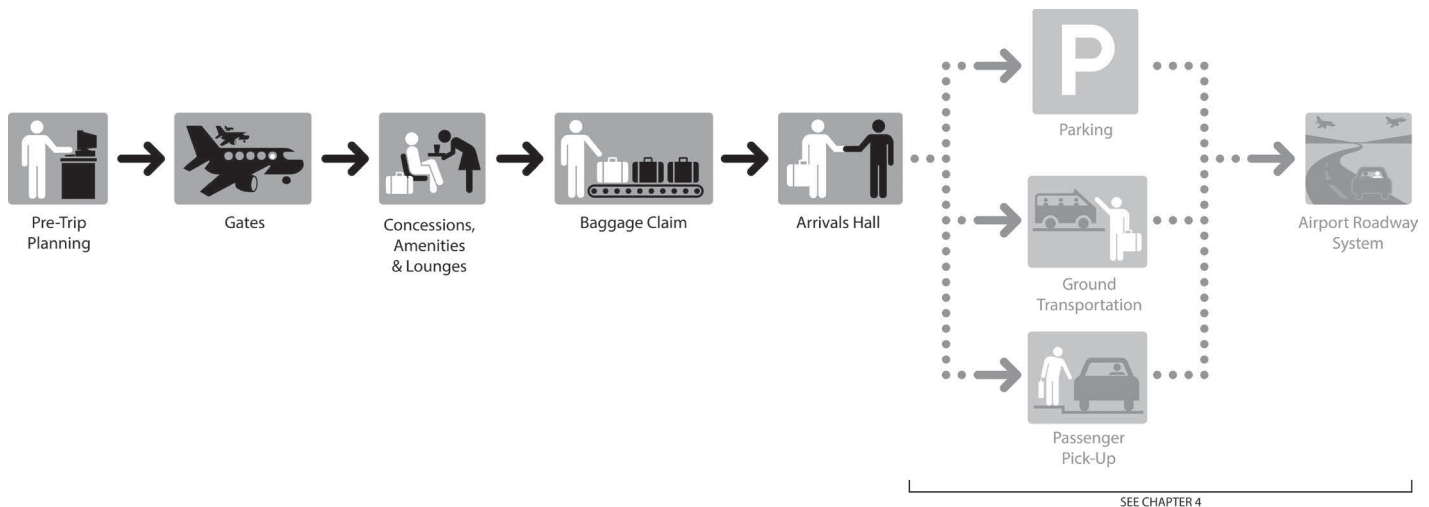 Pre-Trip
Planning
Gates
Concessions,
Amenities
& Lounges
Baggage Claim
Arrivals Hall
P
Parking
Ground
Transportation
Passenger
Pick-Up
Airport Roadway
System
SEE CHAPTER 4